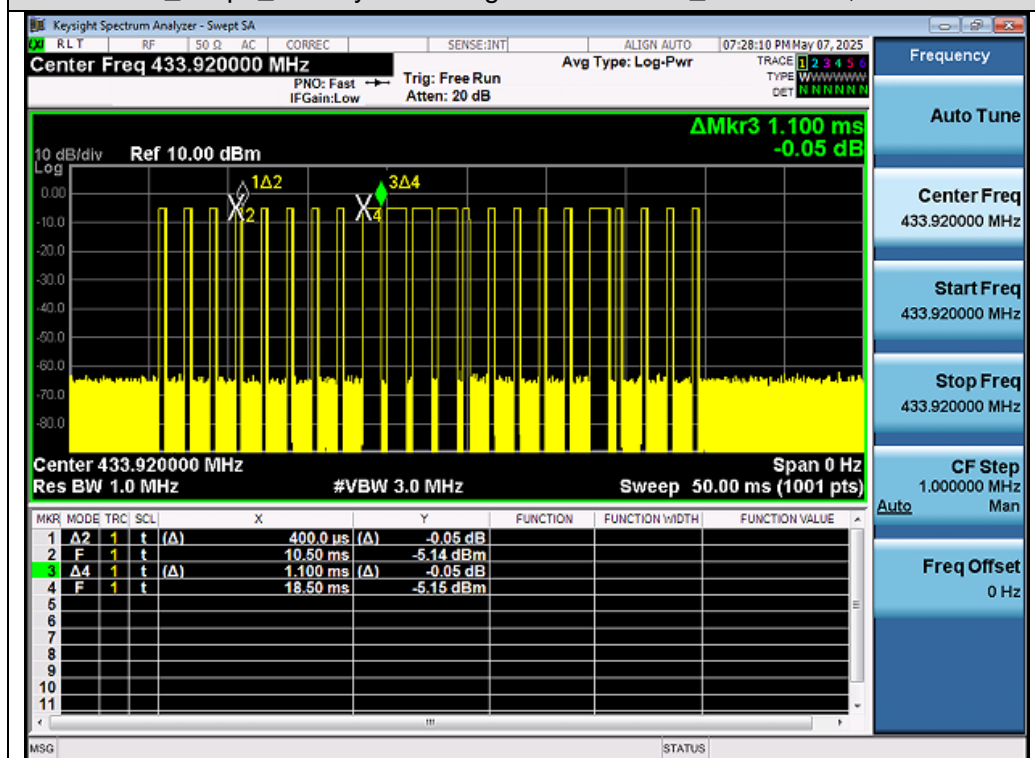 Keysight Spectrum Analyzer - Swept SA
RLT RF 50 Ω AC CORREC SENSE:INT ALIGN AUTO 07:28:10 PM May 07, 2025
Center Freq 433.920000 MHz
PNO: Fast
IFGain:Low
Trig: Free Run
Atten: 20 dB
Avg Type: Log-Pwr
TRACE 1 2 3 4 5 6
TYPE WWWWWW
DET N N N N N N
Frequency
ΔMkr3 1.100 ms
-0.05 dB
10 dB/div Ref 10.00 dBm
Log
0.00
-10.0
-20.0
-30.0
-40.0
-50.0
-60.0
-70.0
-80.0
1Δ2
2
3Δ4
4
Center 433.920000 MHz Span 0 Hz
Res BW 1.0 MHz #VBW 3.0 MHz Sweep 50.00 ms (1001 pts)
MKR MODE TRC SCL X Y FUNCTION FUNCTION WIDTH FUNCTION VALUE
1 Δ2 1 t (Δ) 400.0 µs (Δ) -0.05 dB
2 F 1 t 10.50 ms -5.14 dBm
3 Δ4 1 t (Δ) 1.100 ms (Δ) -0.05 dB
4 F 1 t 18.50 ms -5.15 dBm
5
6
7
8
9
10
11
MSG STATUS
Auto Tune
Center Freq
433.920000 MHz
Start Freq
433.920000 MHz
Stop Freq
433.920000 MHz
CF Step
1.000000 MHz
Auto Man
Freq Offset
0 Hz